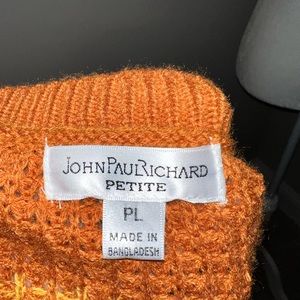 JOHNPAULRICHARD
PETITE
PL
MADE IN
BANGLADESH